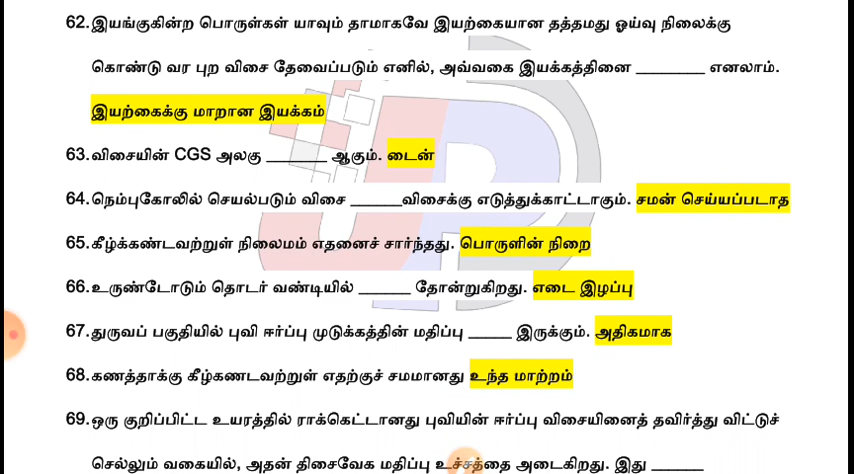 62.இயங்குகின்ற பொருள்கள் யாவும் தாமாகவே இயற்கையான தத்தமது ஓய்வு நிலைக்கு
கொண்டு வர புற விசை தேவைப்படும் எனில், அவ்வகை இயக்கத்தினை ________ எனலாம்.
இயற்கைக்கு மாறான இயக்கம்
63.விசையின் CGS அலகு _______ ஆகும். டைன்
64.நெம்புகோலில் செயல்படும் விசை ______விசைக்கு எடுத்துக்காட்டாகும். சமன் செய்யப்படாத
65.கீழ்க்கண்டவற்றுள் நிலைமம் எதனைச் சார்ந்தது. பொருளின் நிறை
66.உருண்டோடும் தொடர் வண்டியில் ______ தோன்றுகிறது. எடை இழப்பு
67.துருவப் பகுதியில் புவி ஈர்ப்பு முடுக்கத்தின் மதிப்பு _____ இருக்கும். அதிகமாக
68.கணத்தாக்கு கீழ்கணடவற்றுள் எதற்குச் சமமானது உந்த மாற்றம்
69.ஒரு குறிப்பிட்ட உயரத்தில் ராக்கெட்டானது புவியின் ஈர்ப்பு விசையினைத் தவிர்த்து விட்டுச்
செல்லும் வகையில், அதன் திசைவேக மதிப்பு உச்சத்தை அடைகிறது. இது ______